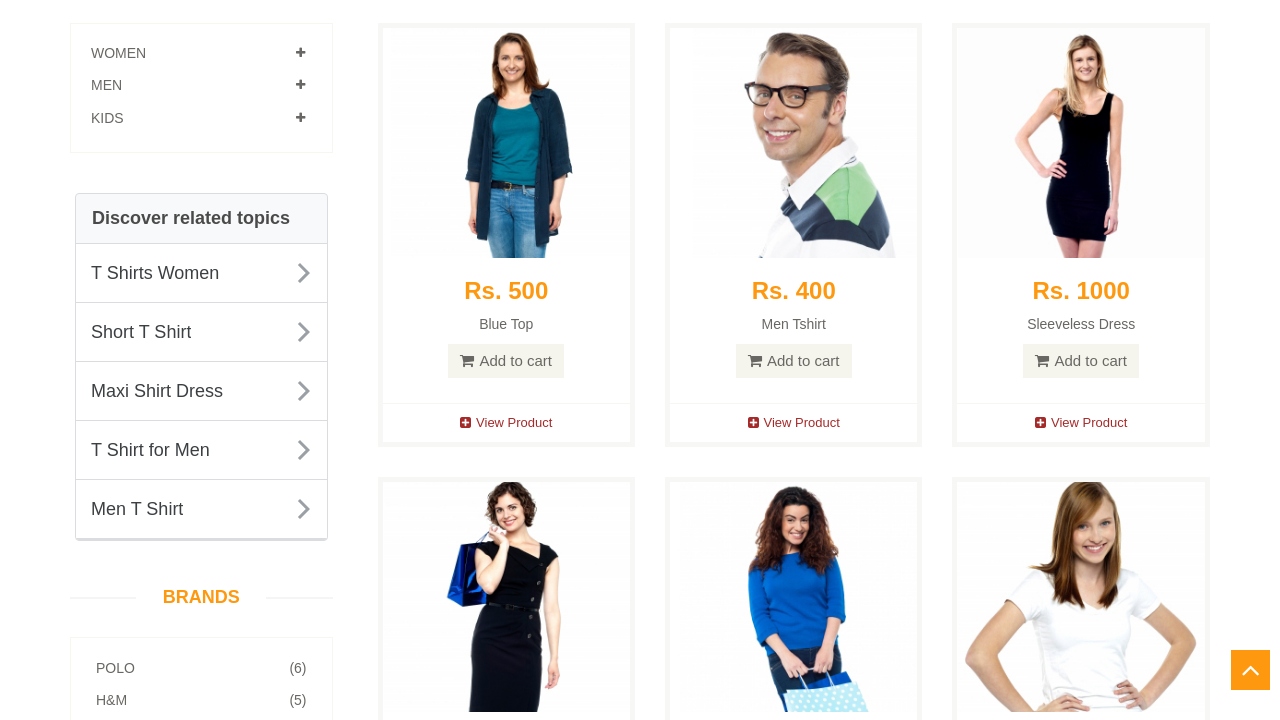 WOMEN
MEN
KIDS
Discover related topics
T Shirts Women
Short T Shirt
Maxi Shirt Dress
T Shirt for Men
Men T Shirt
BRANDS
POLO (6)
H&M (5)
Rs. 500
Blue Top
Add to cart
View Product
Rs. 400
Men Tshirt
Add to cart
View Product
Rs. 1000
Sleeveless Dress
Add to cart
View Product